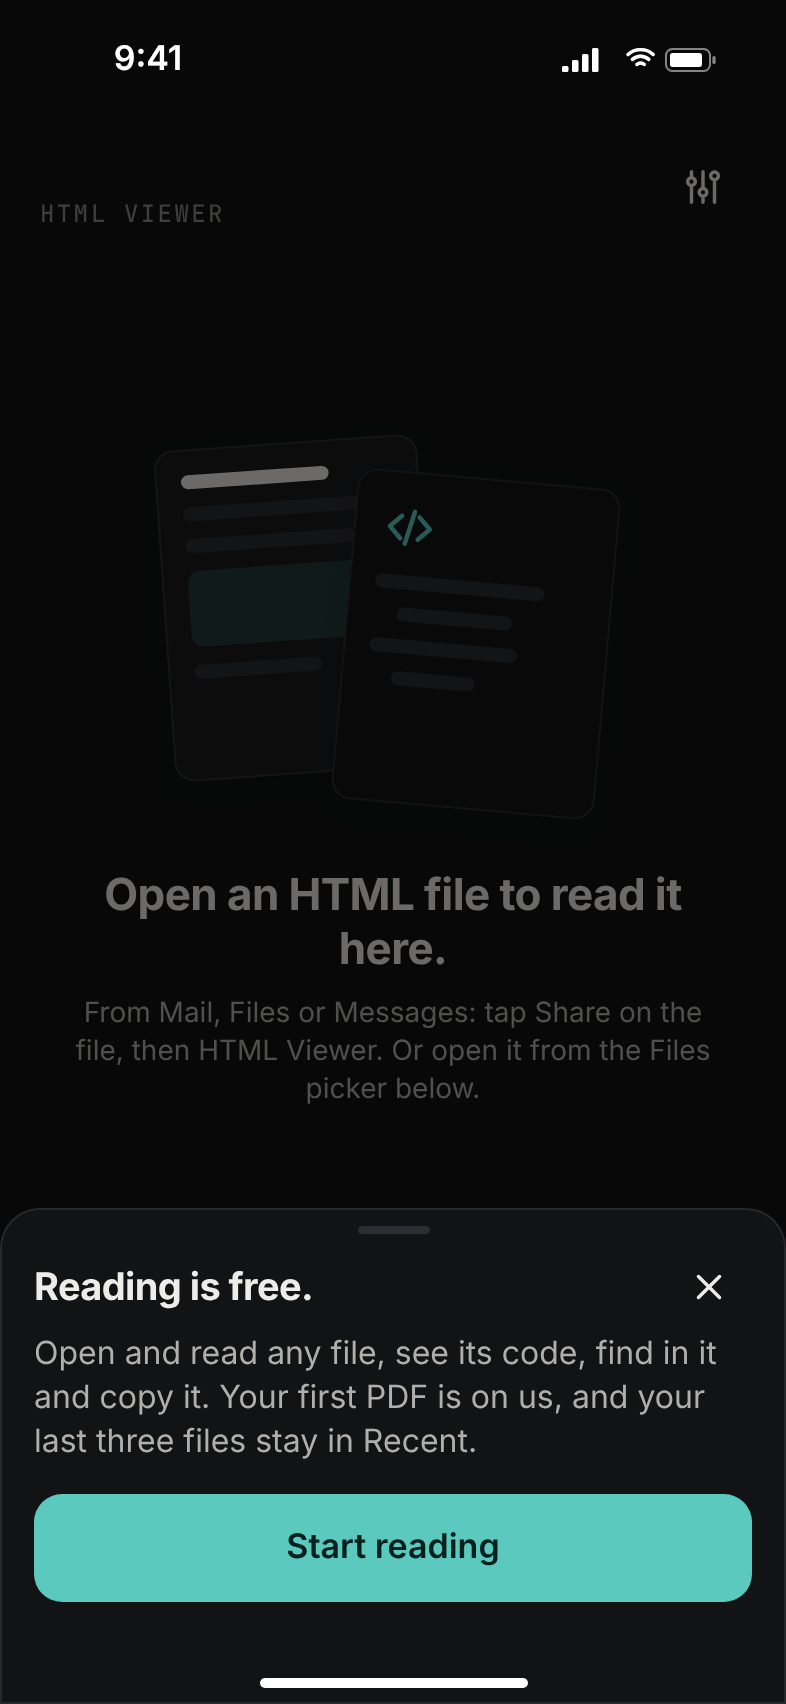 9:41
HTML VIEWER
</>
Open an HTML file to read it
here.
From Mail, Files or Messages: tap Share on the
file, then HTML Viewer. Or open it from the Files
picker below.
Reading is free.
Open and read any file, see its code, find in it
and copy it. Your first PDF is on us, and your
last three files stay in Recent.
Start reading